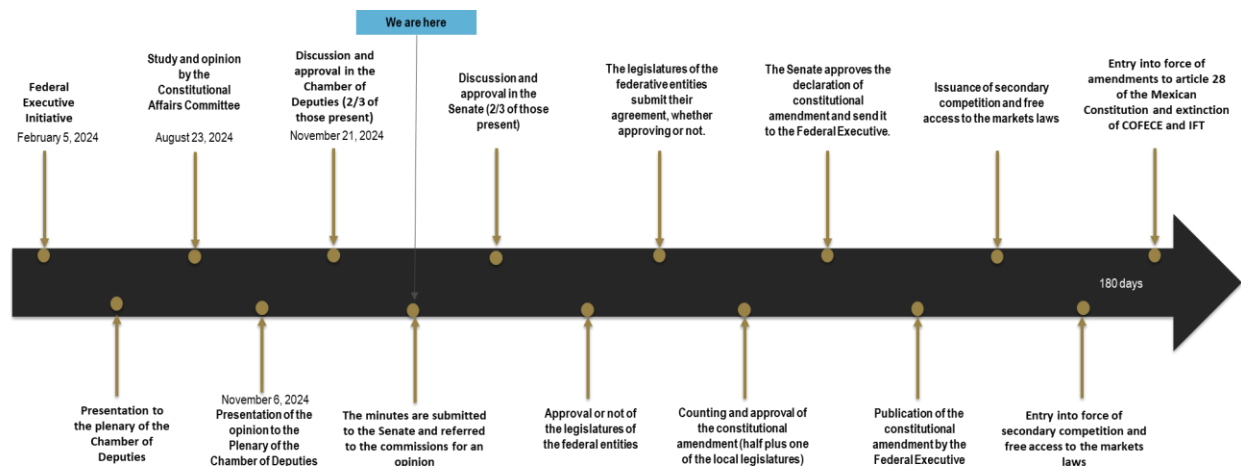 We are here
Federal
Executive
Initiative
February 5, 2024
Study and opinion
by the
Constitutional
Affairs Committee
August 23, 2024
Discussion and
approval in the
Chamber of
Deputies (2/3 of
those present)
November 21, 2024
Discussion and
approval in the
Senate (2/3 of those
present)
The legislatures of the
federative entities
submit their
agreement, whether
approving or not.
The Senate approves the
declaration of
constitutional
amendment and send it
to the Federal Executive.
Issuance of secondary
competition and free
access to the markets
laws
Entry into force of
amendments to article 28
of the Mexican
Constitution and extinction
of COFECE and IFT
180 days
Presentation to
the plenary of the
Chamber of
Deputies
November 6, 2024
Presentation of the
opinion to the
Plenary of the
Chamber of Deputies
The minutes are submitted
to the Senate and referred
to the commissions for an
opinion
Approval or not of
the legislatures of
the federal entities
Counting and approval of
the constitutional
amendment (half plus one
of the local legislatures)
Publication of the
constitutional
amendment by the
Federal Executive
Entry into force of
secondary competition and
free access to the markets
laws